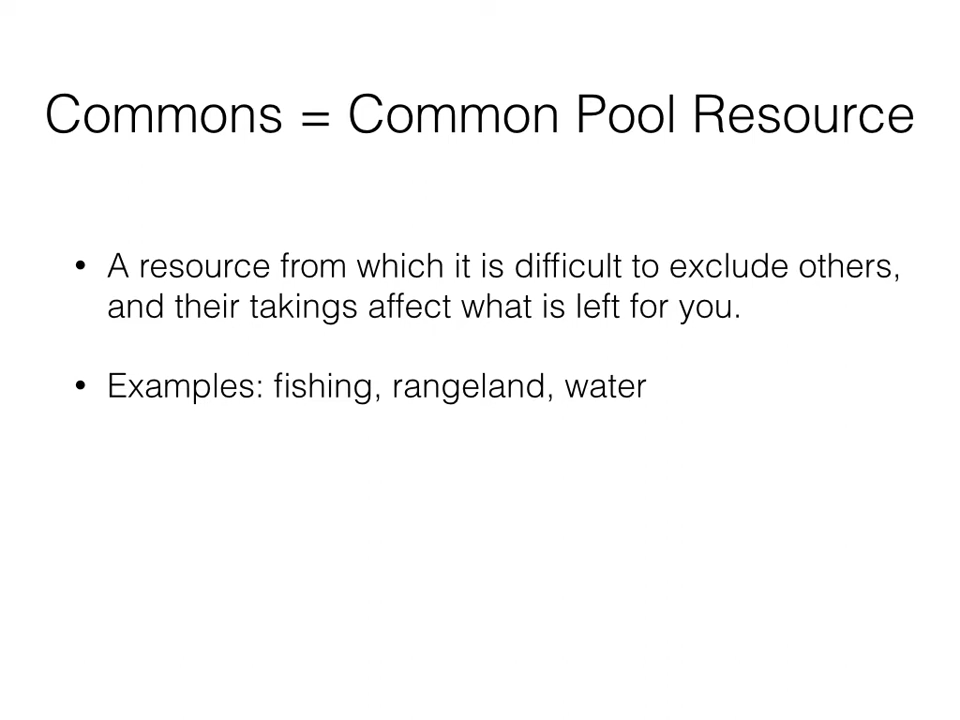 Commons = Common Pool Resource
• A resource from which it is difficult to exclude others,
and their takings affect what is left for you.
• Examples: fishing, rangeland, water